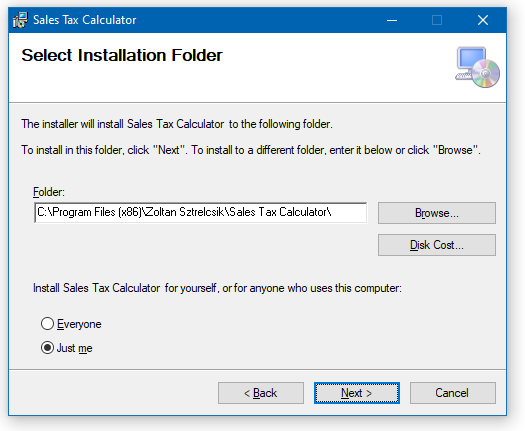 Sales Tax Calculator
Select Installation Folder
The installer will install Sales Tax Calculator to the following folder.
To install in this folder, click "Next". To install to a different folder, enter it below or click "Browse".
Folder:
C:\Program Files (x86)\Zoltan Sztrelcsik\Sales Tax Calculator\
Browse...
Disk Cost...
Install Sales Tax Calculator for yourself, or for anyone who uses this computer:
Everyone
Just me
< Back
Next >
Cancel